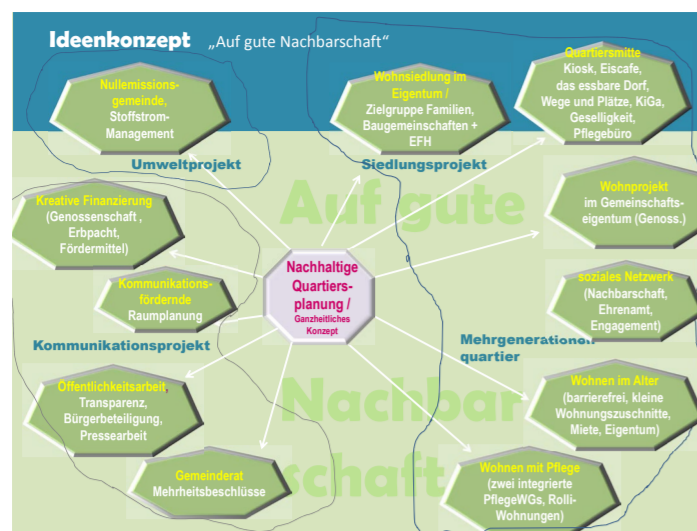 Ideenkonzept „Auf gute Nachbarschaft“
Nullemissions-
gemeinde,
Stoffstrom-
Management
Wohnsiedlung im
Eigentum /
Zielgruppe Familien,
Baugemeinschaften +
EFH
Quartiersmitte
Kiosk, Eiscafe,
das essbare Dorf,
Wege und Plätze, KiGa,
Geselligkeit,
Pflegebüro
Umweltprojekt
Siedlungsprojekt
Auf gute
Kreative Finanzierung
(Genossenschaft ,
Erbpacht,
Fördermittel)
Wohnprojekt
im Gemeinschafts-
eigentum (Genoss.)
Nachhaltige
Quartiers-
planung /
Ganzheitliches
Konzept
Kommunikations-
fördernde
Raumplanung
soziales Netzwerk
(Nachbarschaft,
Ehrenamt,
Engagement)
Kommunikationsprojekt
Mehrgenerationen
quartier
Öffentlichkeitsarbeit,
Transparenz,
Bürgerbeteiligung,
Pressearbeit
Nachbar
schaft
Wohnen im Alter
(barrierefrei, kleine
Wohnungszuschnitte,
Miete, Eigentum)
Gemeinderat
Mehrheitsbeschlüsse
Wohnen mit Pflege
(zwei integrierte
PflegeWGs, Rolli-
Wohnungen)